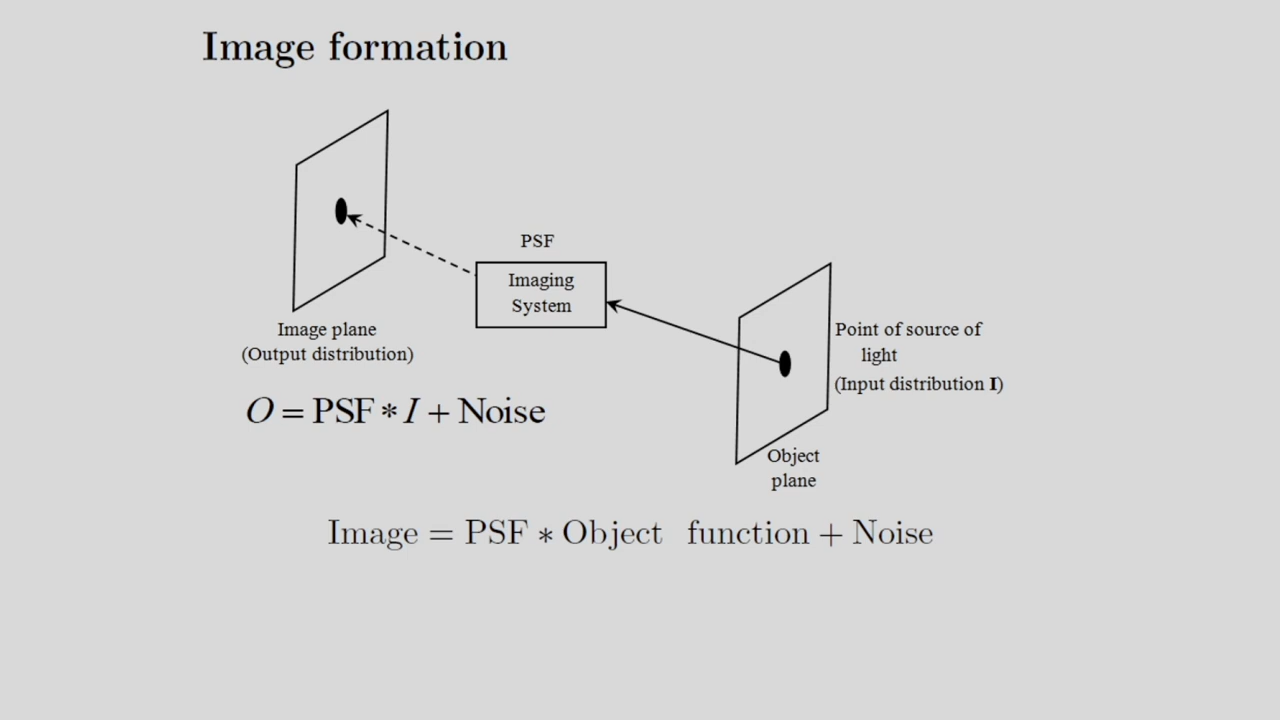 Image formation
PSF
Imaging
System
Image plane
(Output distribution)
Point of source of
light
(Input distribution I)
O = PSF * I + Noise
Object
plane
Image = PSF * Object function + Noise